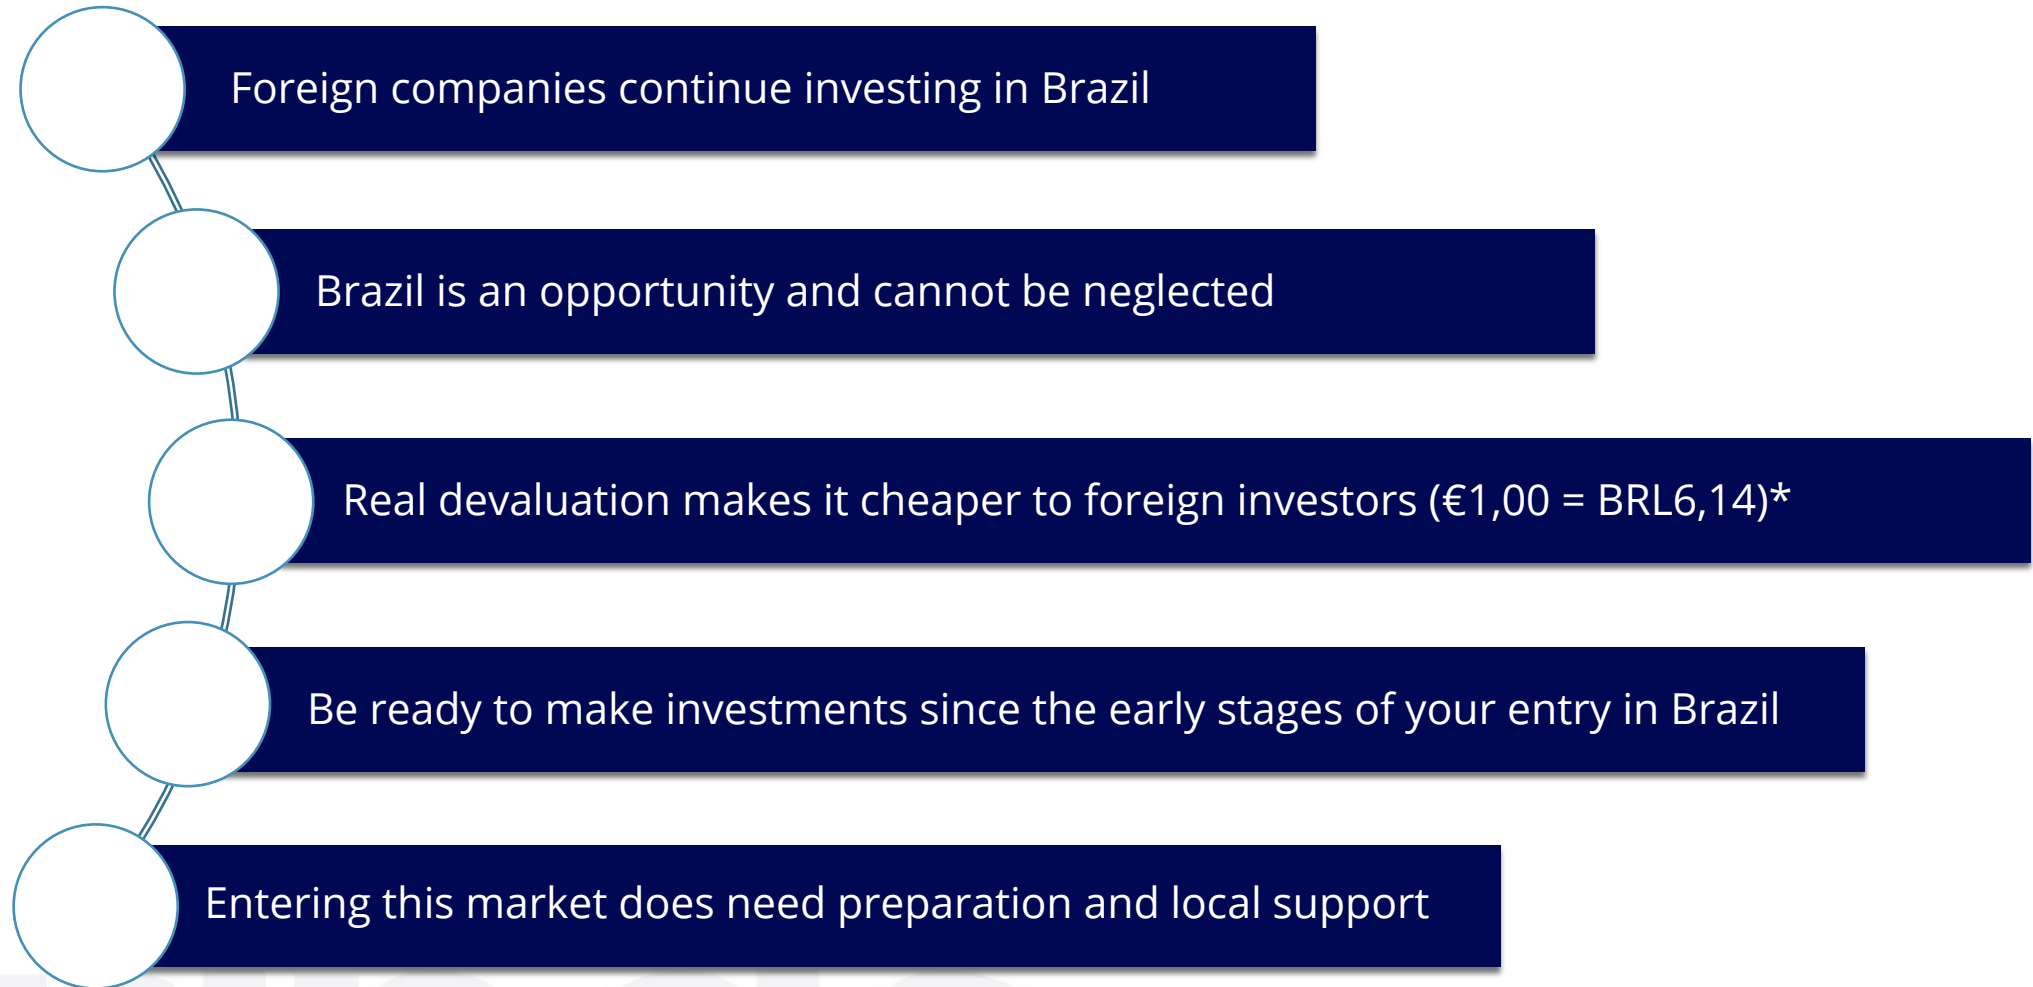 Foreign companies continue investing in Brazil
Brazil is an opportunity and cannot be neglected
Real devaluation makes it cheaper to foreign investors (€1,00 = BRL6,14)*
Be ready to make investments since the early stages of your entry in Brazil
Entering this market does need preparation and local support